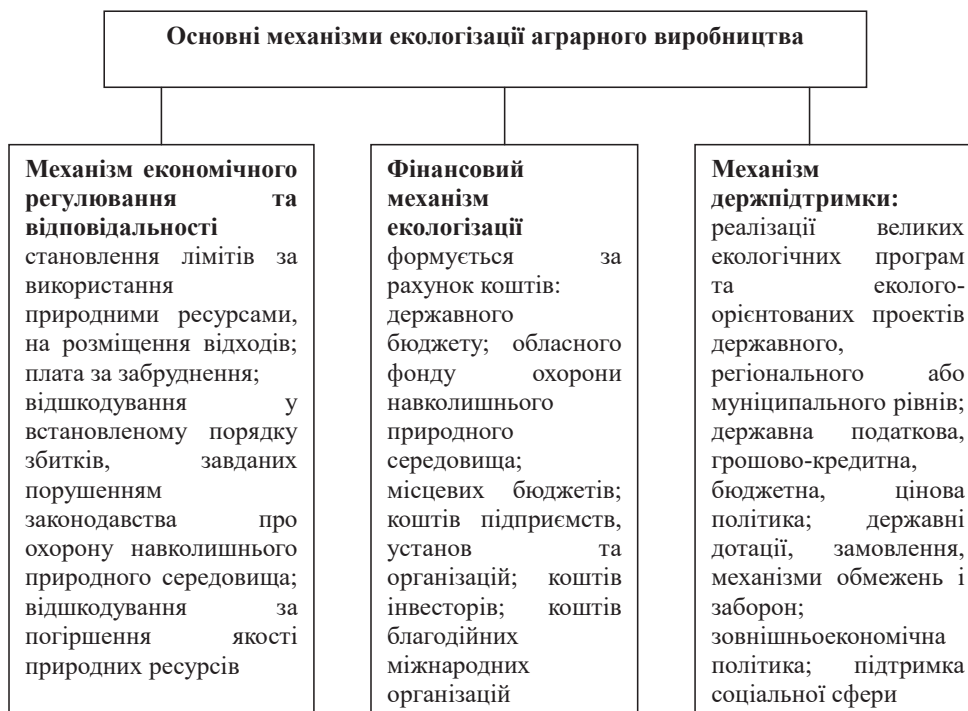 Основні механізми екологізації аграрного виробництва
Механізм економічного
регулювання та
відповідальності
становлення лімітів за
використання
природними ресурсами,
на розміщення відходів;
плата за забруднення;
відшкодування у
встановленому порядку
збитків, завданих
порушенням
законодавства про
охорону навколишнього
природного середовища;
відшкодування за
погіршення якості
природних ресурсів
Фінансовий
механізм
екологізації
формується за
рахунок коштів:
державного
бюджету; обласного
фонду охорони
навколишнього
природного
середовища;
місцевих бюджетів;
коштів підприємств,
установ та
організацій; коштів
інвесторів; коштів
благодійних
міжнародних
організацій
Механізм
держпідтримки:
реалізації великих
екологічних програм
та еколого-
орієнтованих проектів
державного,
регіонального або
муніципального рівнів;
державна податкова,
грошово-кредитна,
бюджетна, цінова
політика; державні
дотації, замовлення,
механізми обмежень і
заборон;
зовнішньоекономічна
політика; підтримка
соціальної сфери